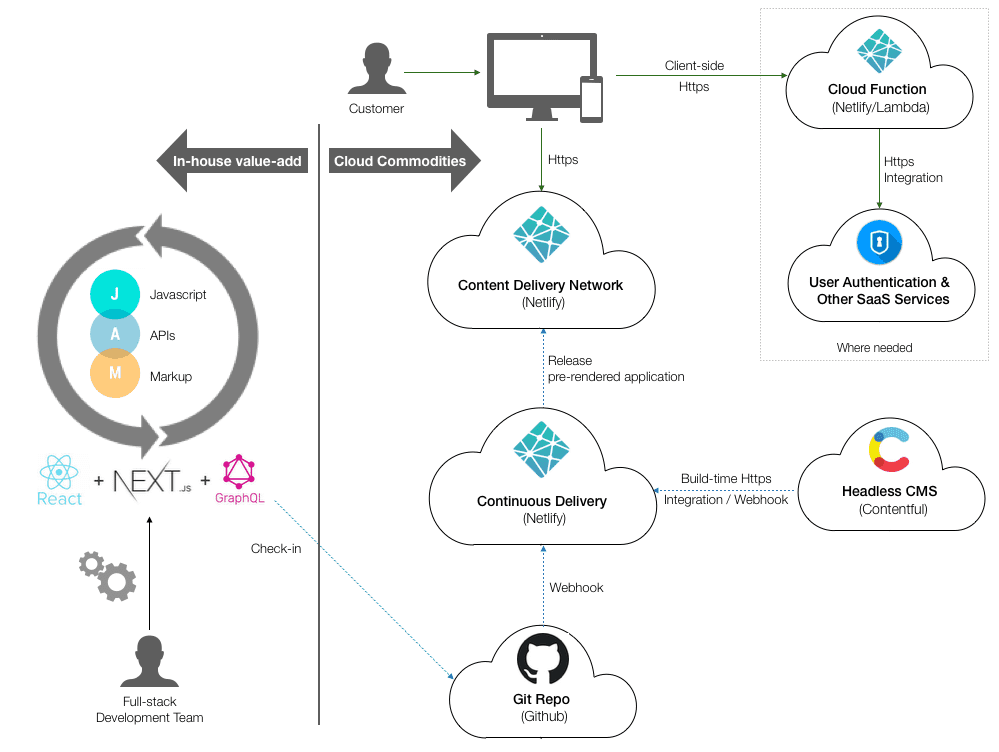 Customer
Client-side
Https
Cloud Function
(Netlify/Lambda)
In-house value-add
Cloud Commodities
Https
Https
Integration
J
Javascript
A
APIs
M
Markup
Content Delivery Network
(Netlify)
User Authentication &
Other SaaS Services
Where needed
Release
pre-rendered application
React
+
NEXT.JS
+
GraphQL
Continuous Delivery
(Netlify)
Build-time Https
Integration / Webhook
Headless CMS
(Contentful)
Check-in
Webhook
Full-stack
Development Team
Git Repo
(Github)